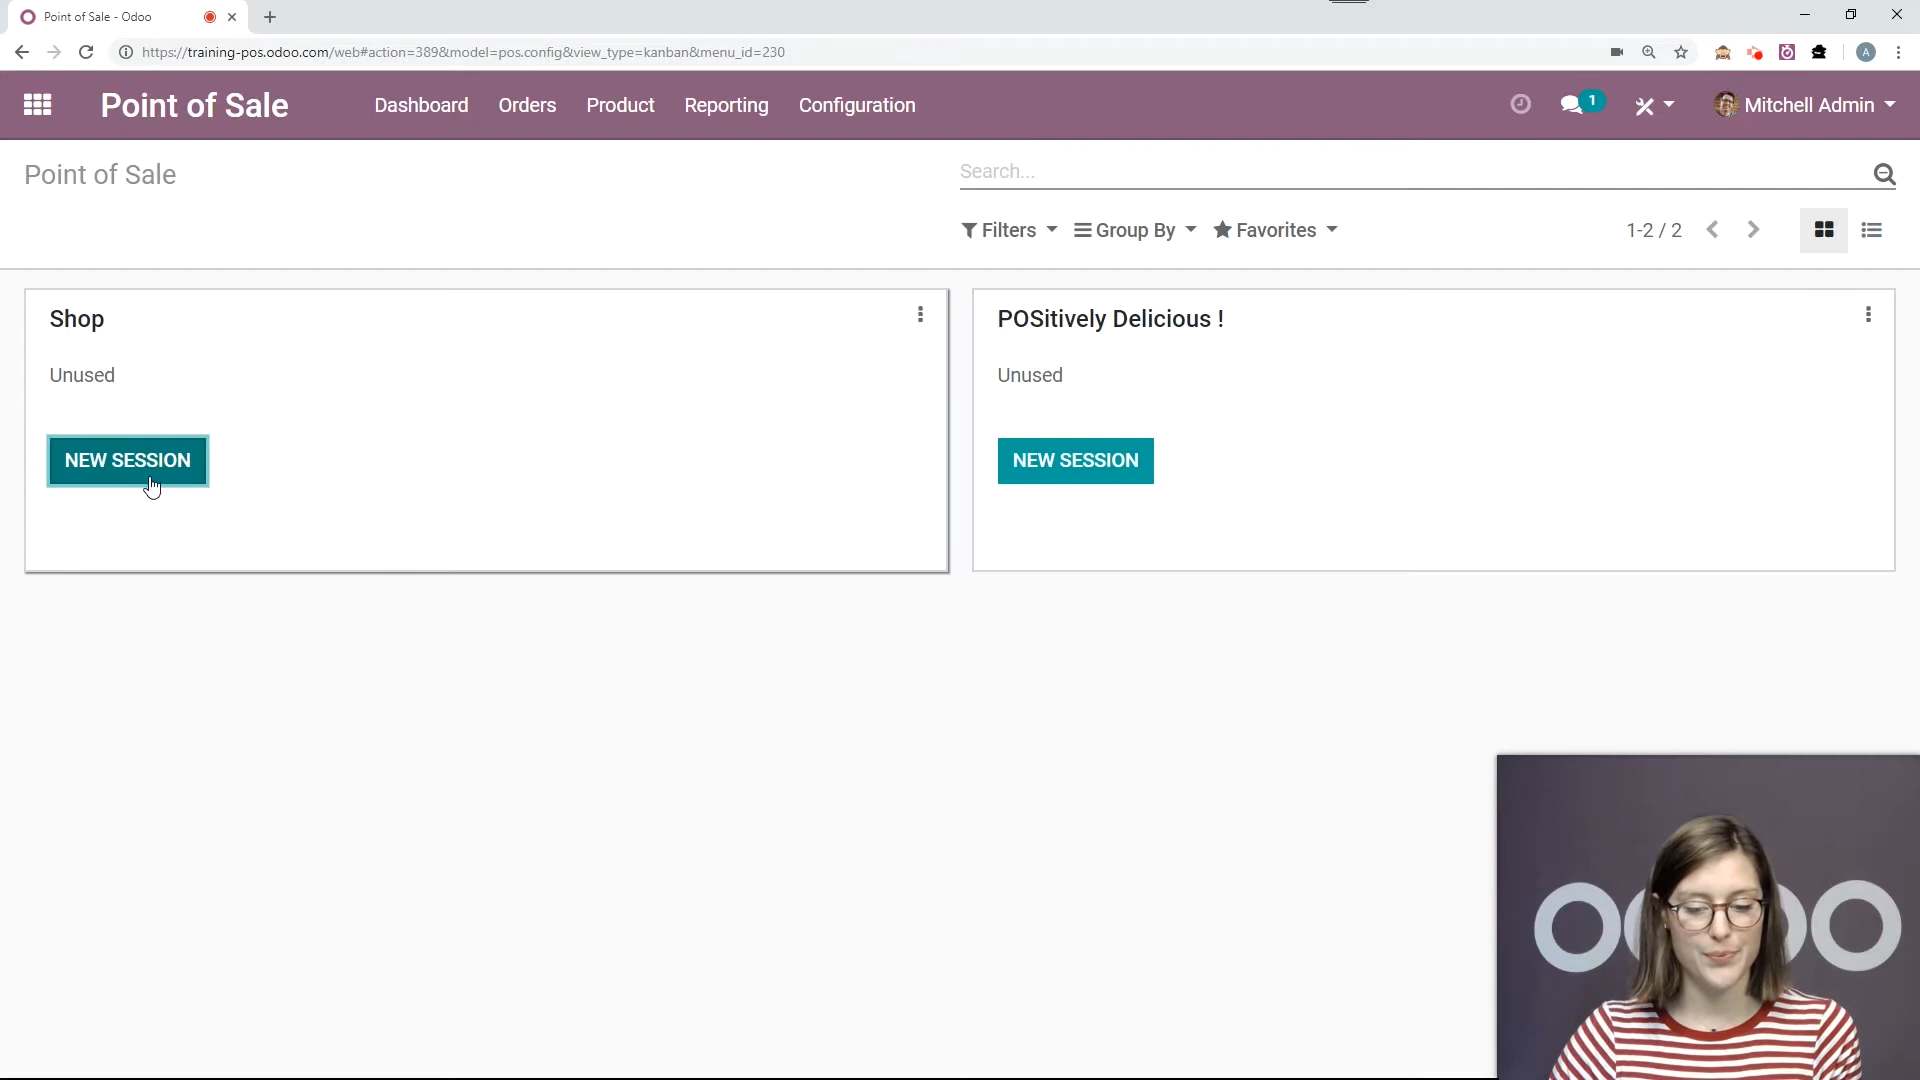 Point of Sale - Odoo
https://training-pos.odoo.com/web#action=389&model=pos.config&view_type=kanban&menu_id=230
A
Point of Sale
Dashboard
Orders
Product
Reporting
Configuration
1
Mitchell Admin
Point of Sale
Search...
Filters
Group By
Favorites
1-2 / 2
Shop
Unused
NEW SESSION
POSitively Delicious !
Unused
NEW SESSION